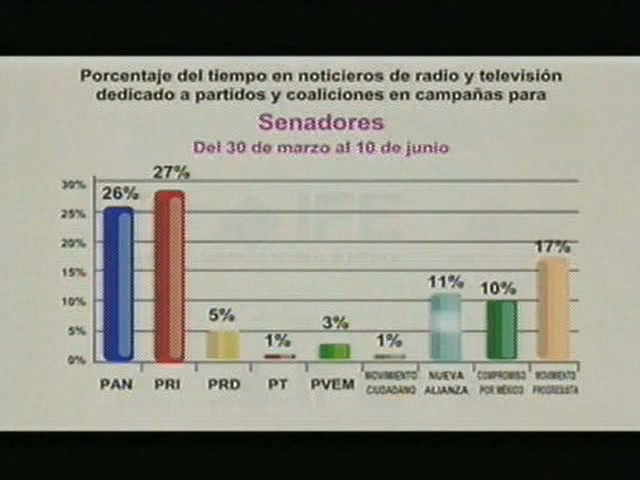 Porcentaje del tiempo en noticieros de radio y televisión
dedicado a partidos y coaliciones en campañas para
Senadores
Del 30 de marzo al 10 de junio
30%
25%
20%
15%
10%
5%
0%
26%
27%
5%
1%
3%
1%
11%
10%
17%
IFE
PAN
PRI
PRD
PT
PVEM
MOVIMIENTO
CIUDADANO
NUEVA
ALIANZA
COMPROMISO
POR MÉXICO
MOVIMIENTO
PROGRESISTA